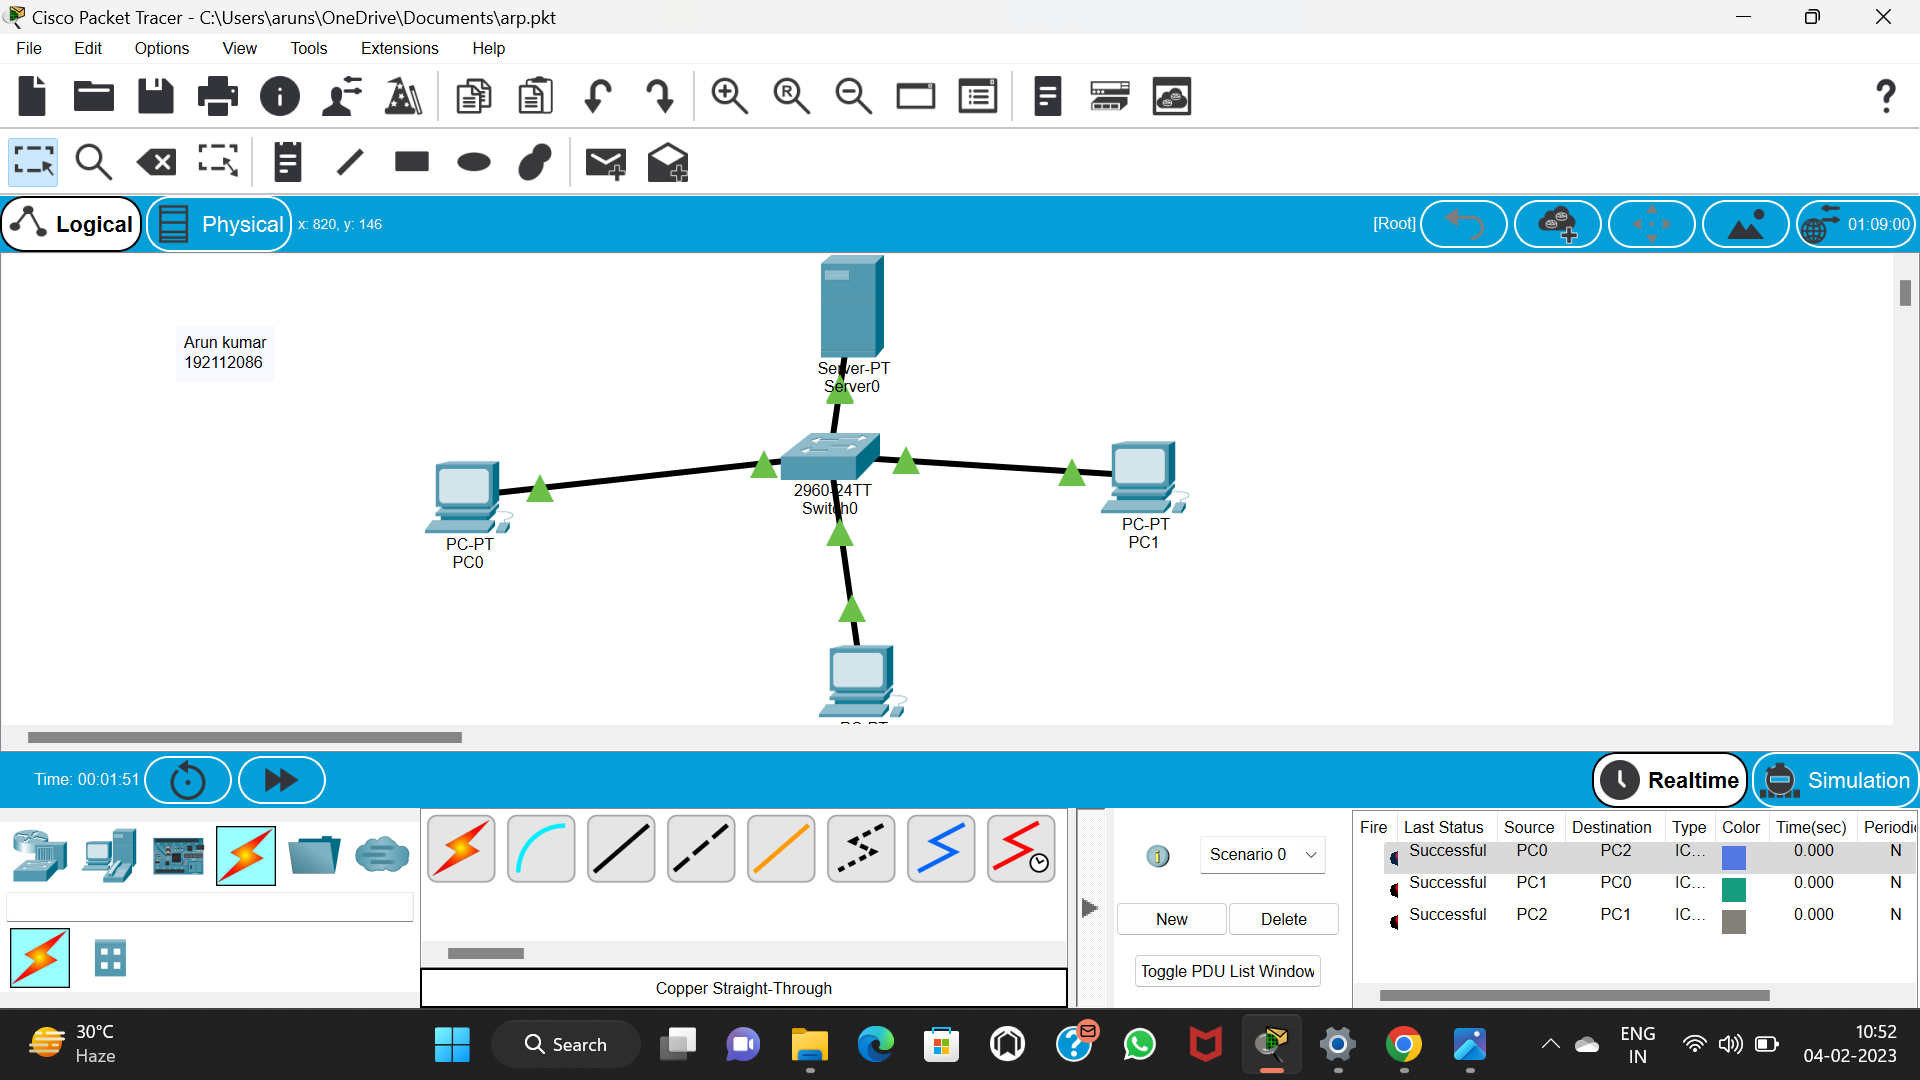 Cisco Packet Tracer - C:\Users\aruns\OneDrive\Documents\arp.pkt
File Edit Options View Tools Extensions Help
Logical Physical x: 820, y: 146 [Root] 01:09:00
Arun kumar
192112086
Server-PT
Server0
2960-24TT
Switch0
PC-PT
PC0
PC-PT
PC1
PC-PT
Time: 00:01:51 Realtime Simulation
Scenario 0
New Delete
Toggle PDU List Window
Copper Straight-Through
Fire Last Status Source Destination Type Color Time(sec) Periodi
Successful PC0 PC2 IC... 0.000 N
Successful PC1 PC0 IC... 0.000 N
Successful PC2 PC1 IC... 0.000 N
30°C
Haze
Search
ENG
IN
10:52
04-02-2023